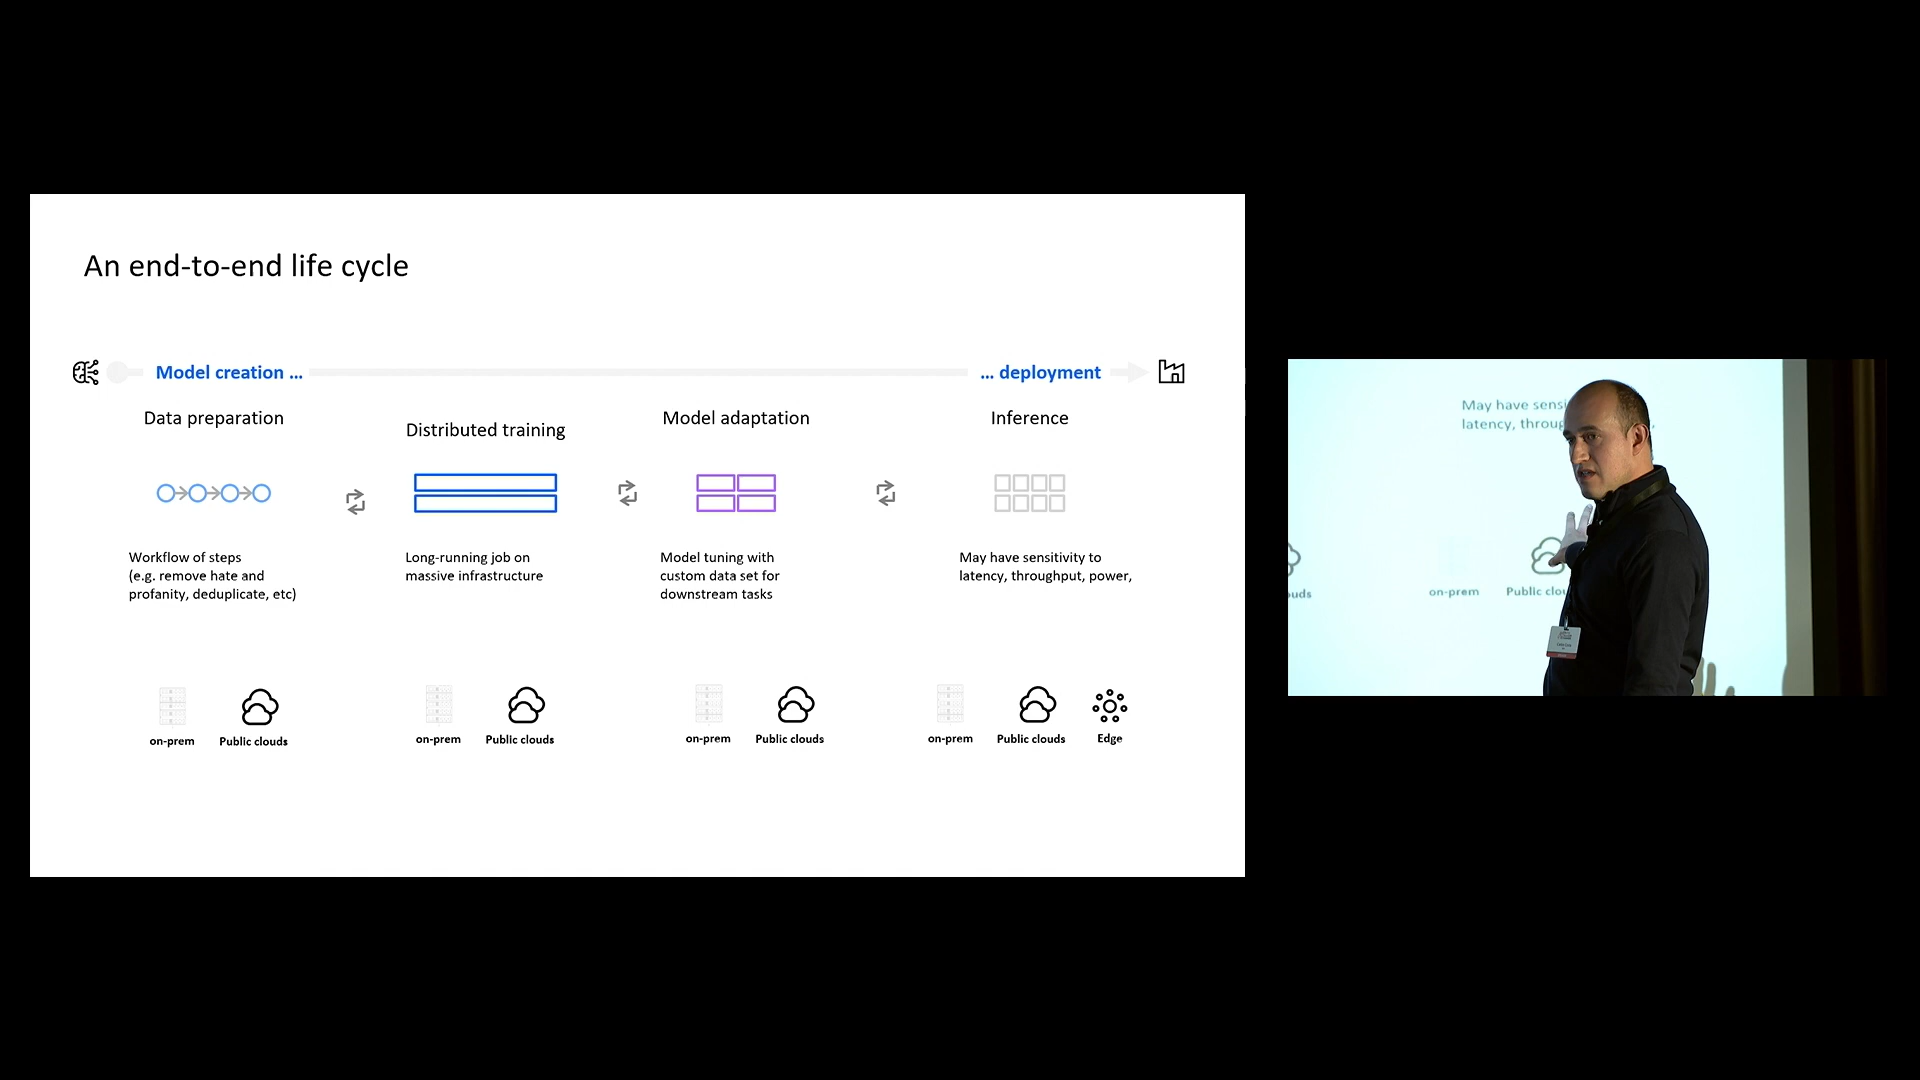 An end-to-end life cycle
Model creation ...
... deployment
Data preparation
Distributed training
Model adaptation
Inference
Workflow of steps
(e.g. remove hate and
profanity, deduplicate, etc)
Long-running job on
massive infrastructure
Model tuning with
custom data set for
downstream tasks
May have sensitivity to
latency, throughput, power,
on-prem
Public clouds
on-prem
Public clouds
on-prem
Public clouds
on-prem
Public clouds
Edge
May have sensi
latency, throug
ouds
on-prem
Public clou